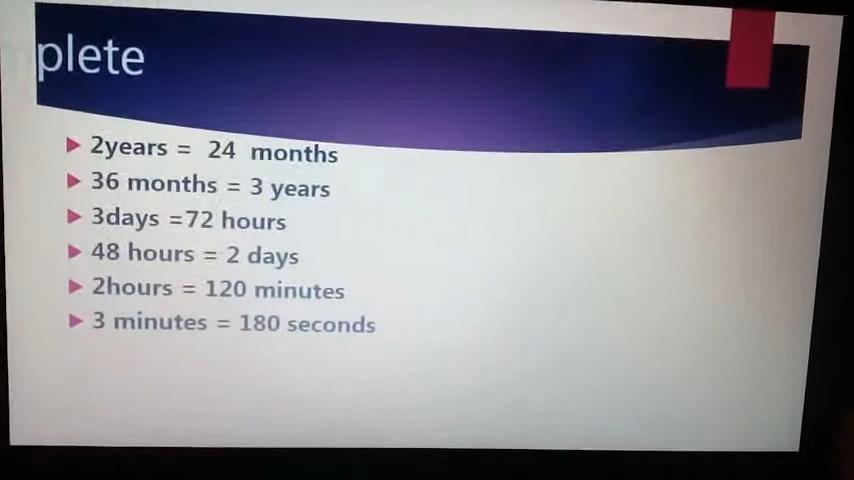 plete
2years = 24 months
36 months = 3 years
3days =72 hours
48 hours = 2 days
2hours = 120 minutes
3 minutes = 180 seconds